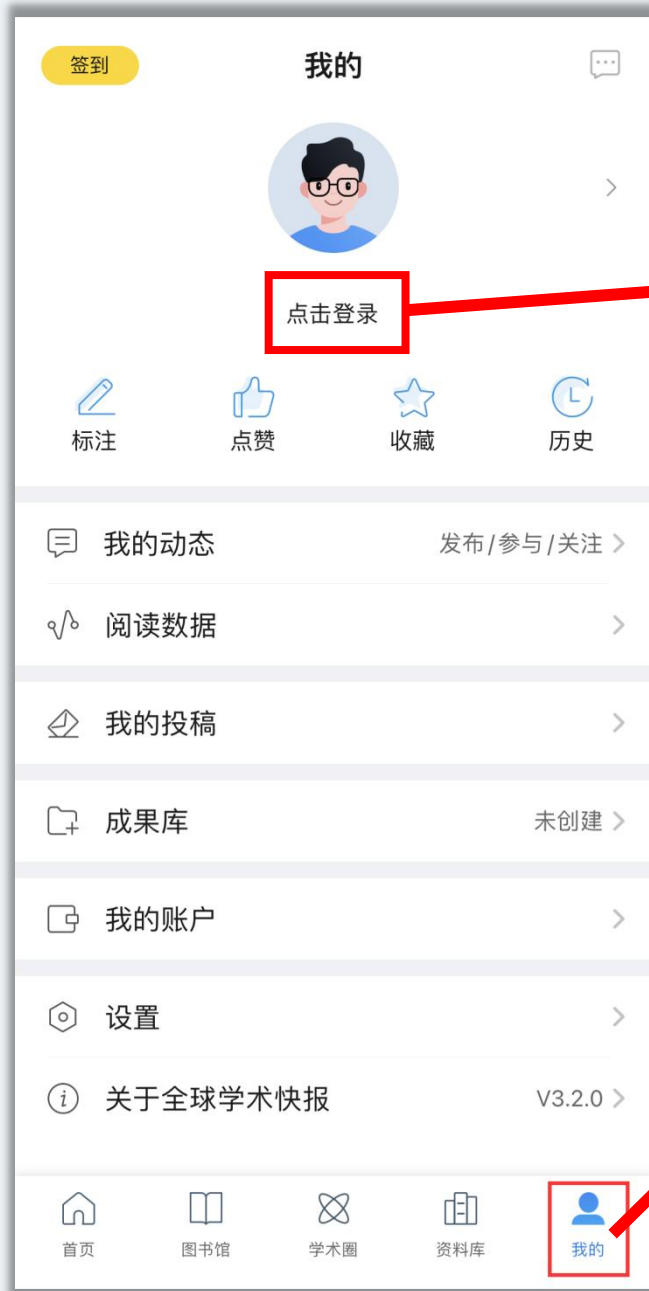 签到 我的
点击登录
标注 点赞 收藏 历史
我的动态 发布/参与/关注
阅读数据
我的投稿
成果库 未创建
我的账户
设置
关于全球学术快报 V3.2.0
首页 图书馆 学术圈 资料库 我的